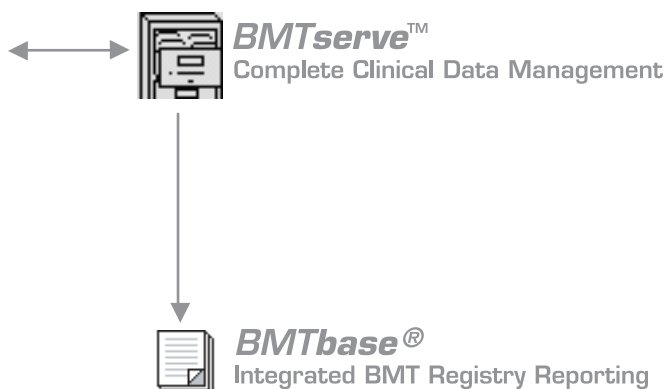 BMTserve™
Complete Clinical Data Management
BMTbase®
Integrated BMT Registry Reporting